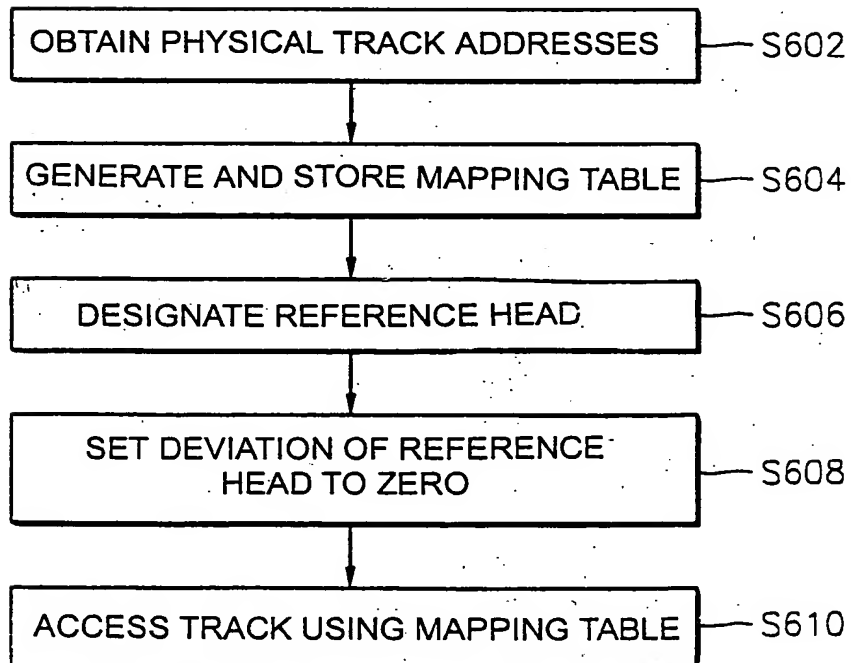 OBTAIN PHYSICAL TRACK ADDRESSES S602
GENERATE AND STORE MAPPING TABLE S604
DESIGNATE REFERENCE HEAD S606
SET DEVIATION OF REFERENCE
HEAD TO ZERO S608
ACCESS TRACK USING MAPPING TABLE S610